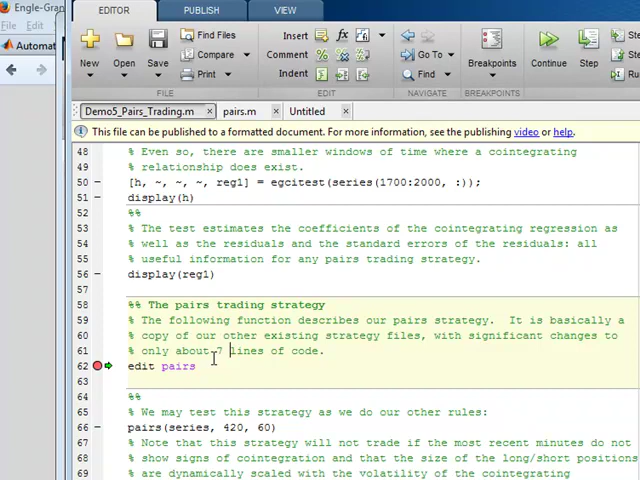 Engle-Gran
File Edit
Automat
EDITOR PUBLISH VIEW
New Open Save Find Files Compare Print
Insert fx
Comment
Indent
Go To
Find
Breakpoints Continue Step
Ste
Ste
Ru
FILE EDIT NAVIGATE BREAKPOINTS
Demo5_Pairs_Trading.m × pairs.m × Untitled ×
This file can be published to a formatted document. For more information, see the publishing video or help.
48 % Even so, there are smaller windows of time where a cointegrating
49 % relationship does exist.
50 – [h, ~, ~, ~, reg1] = egcitest(series(1700:2000, :));
51 – display(h)
52 %%
53 % The test estimates the coefficients of the cointegrating regression as
54 % well as the residuals and the standard errors of the residuals: all
55 % useful information for any pairs trading strategy.
56 – display(reg1)
57
58 %% The pairs trading strategy
59 % The following function describes our pairs strategy.  It is basically a
60 % copy of our other existing strategy files, with significant changes to
61 % only about 7 lines of code.
62 edit pairs
63
64 %%
65 % We may test this strategy as we do our other rules:
66 – pairs(series, 420, 60)
67 % Note that this strategy will not trade if the most recent minutes do not
68 % show signs of cointegration and that the size of the long/short positions
69 % are dynamically scaled with the volatility of the cointegrating